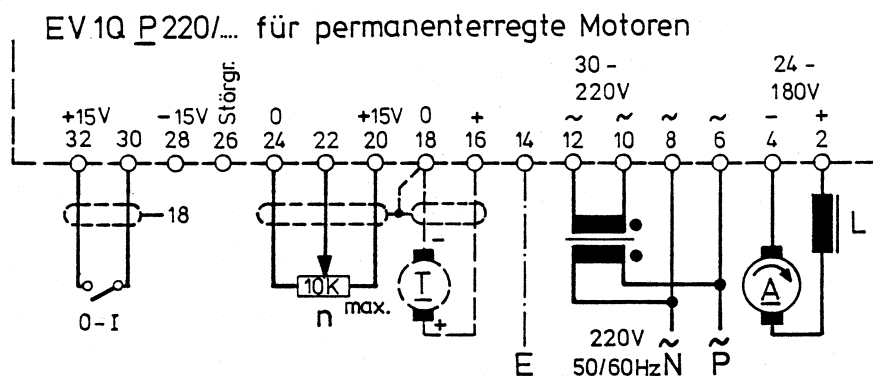 EV 1Q P 220/.... für permanenterregte Motoren
30 - 220V
24 - 180V
+15V -15V Störgr. 0 +15V 0 + ~ ~ ~ ~ - +
32 30 28 26 24 22 20 18 16 14 12 10 8 6 4 2
18
L
- 
10K T A
0-I n max. +
E 220V 50/60Hz ~ N ~ P